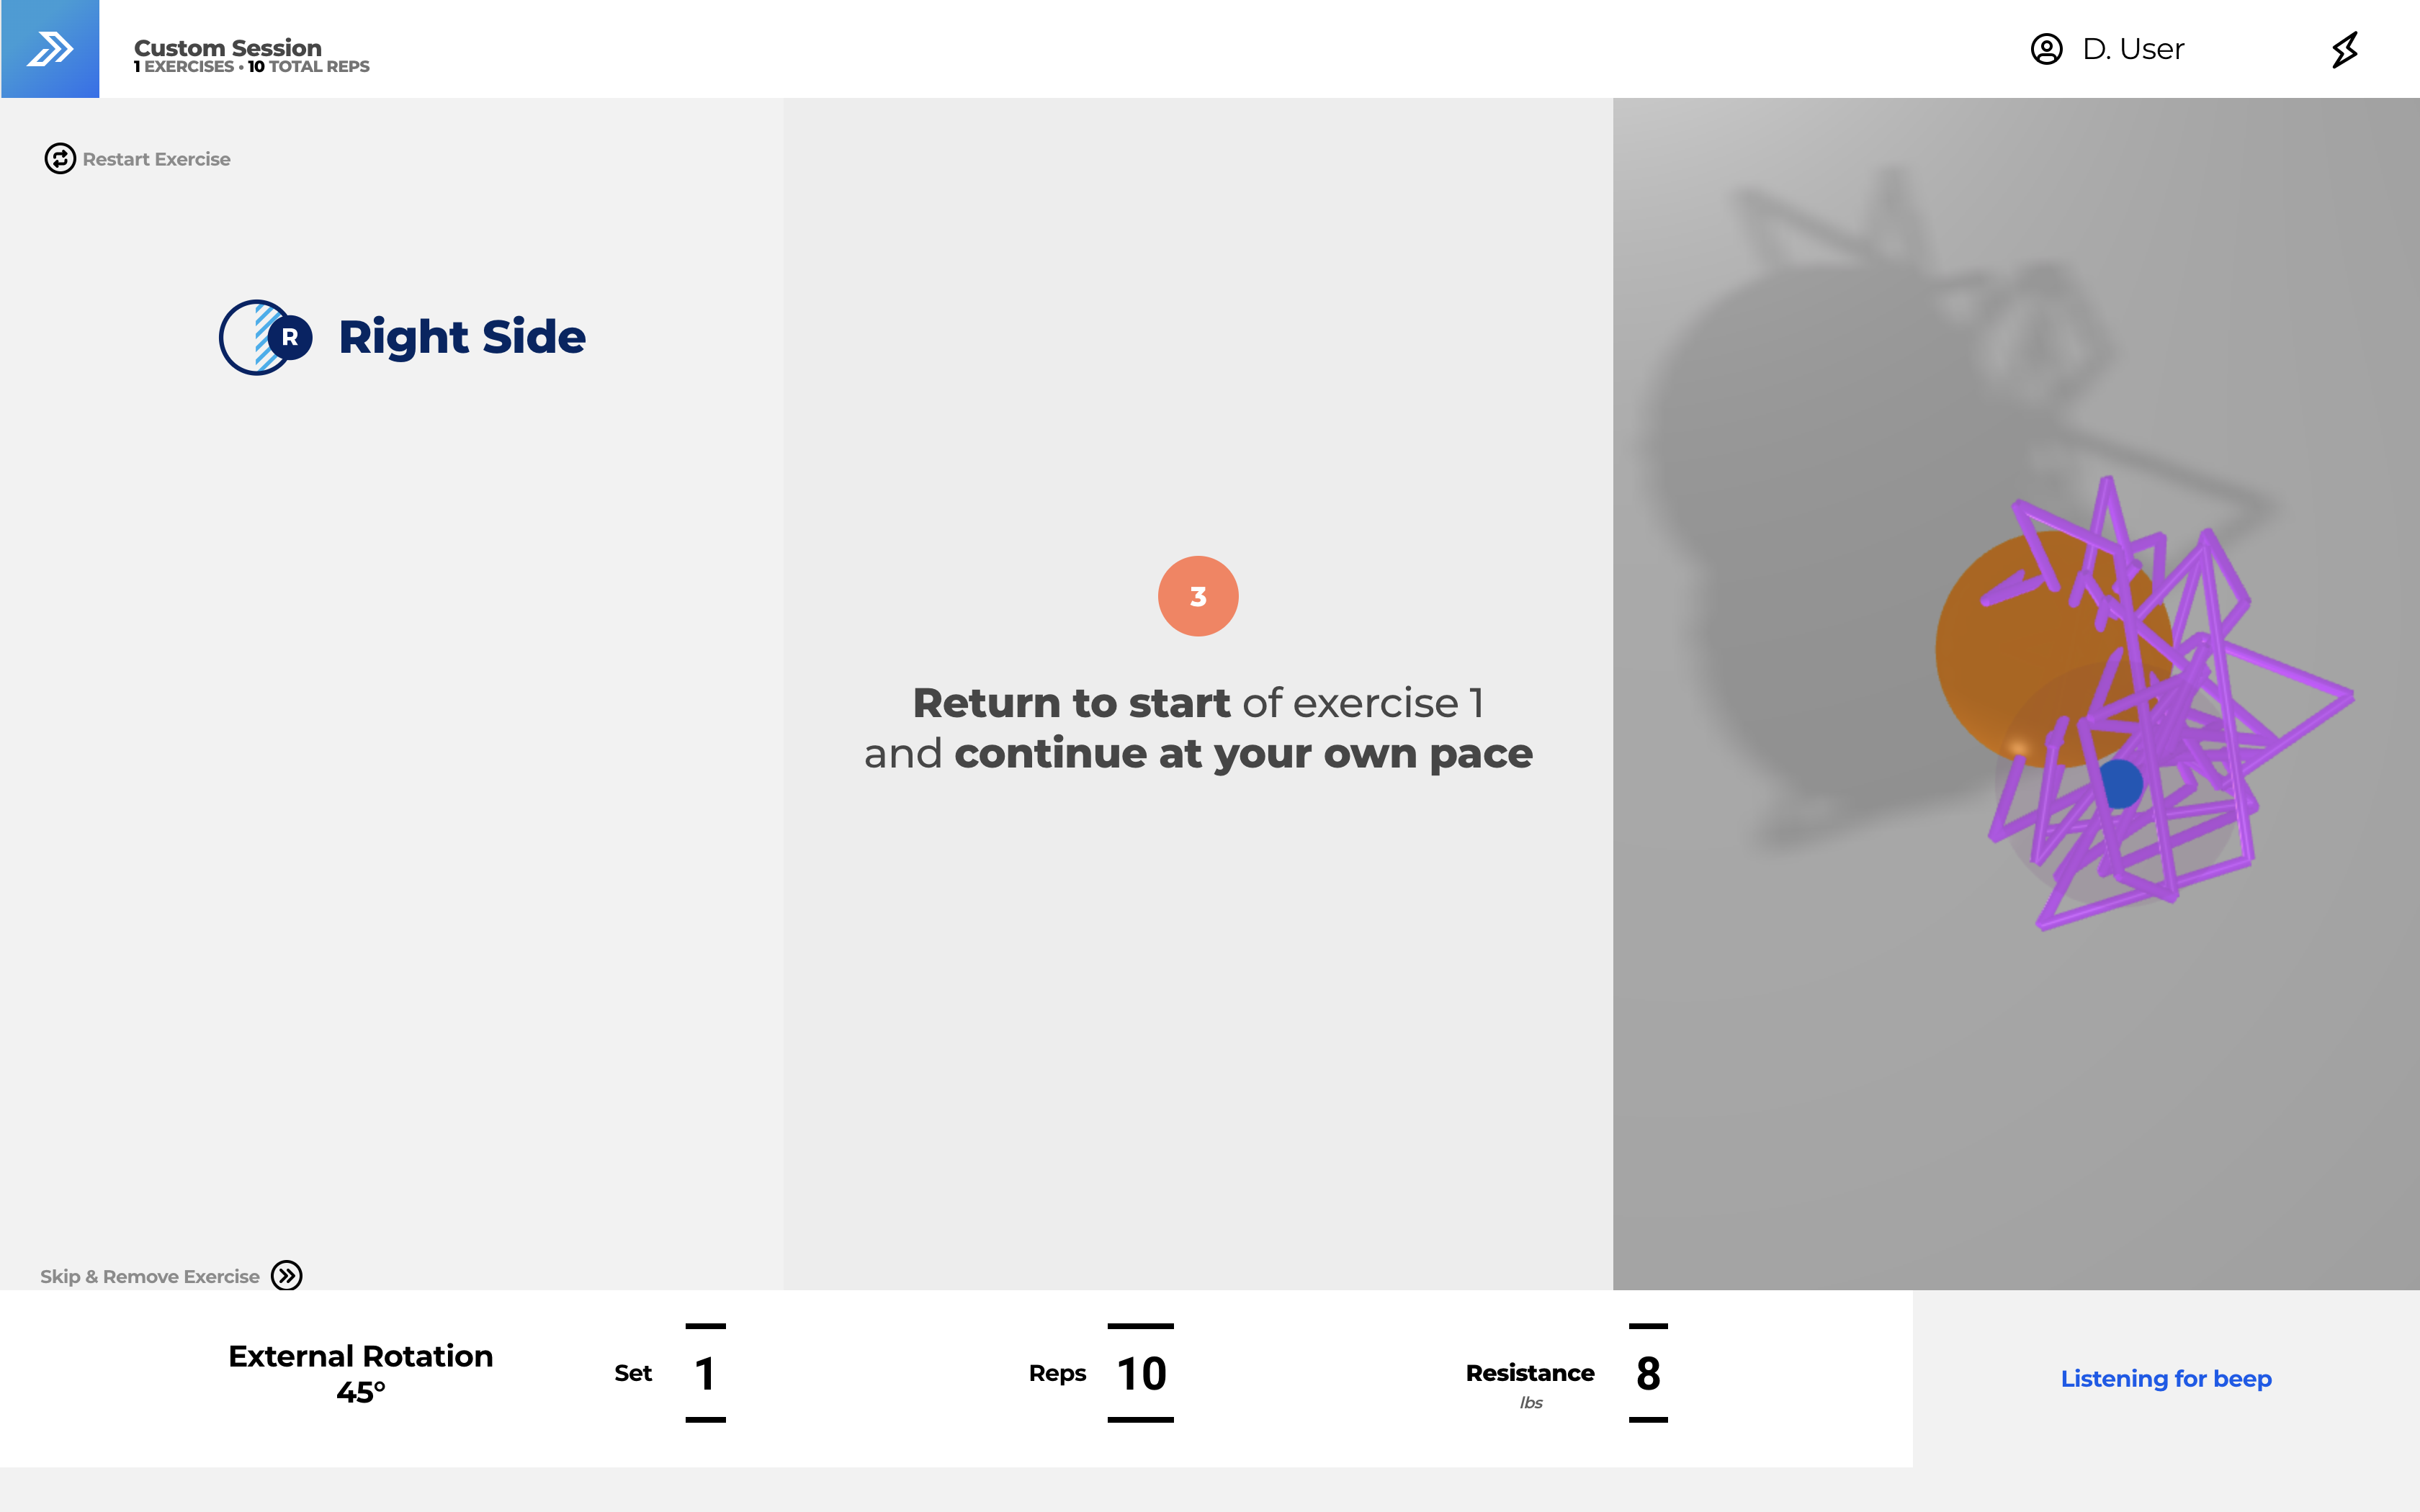 Custom Session
1 EXERCISES • 10 TOTAL REPS
D. User
Restart Exercise
R
Right Side
3
Return to start of exercise 1
and continue at your own pace
Skip & Remove Exercise
External Rotation
45°
Set
1
Reps
10
Resistance
lbs
8
Listening for beep